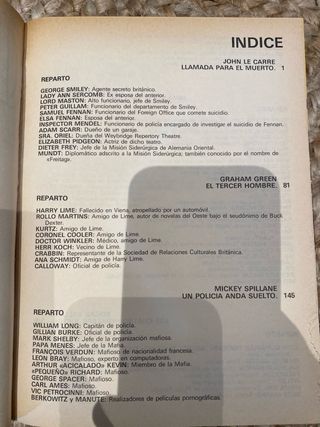 INDICE
JOHN LE CARRE
LLAMADA PARA EL MUERTO. 1
REPARTO
GEORGE SMILEY: Agente secreto británico.
LADY ANN SERCOMB: Ex esposa del anterior.
LORD MASTON: Alto funcionario, jefe de Smiley.
PETER GUILLAM: Funcionario del departamento de Smiley.
SAMUEL FENNAN: Funcionario del Foreign Office que comete suicidio.
ELSA FENNAN: Esposa del anterior.
INSPECTOR MENDEL: Funcionario de policía encargado de investigar el suicidio de Fennan.
ADAM SCARR: Dueño de un garaje.
SRA. ORIEL: Dueña del Weybridge Repertory Theatre.
ELIZABETH PIDGEON: Actriz de dicho teatro.
DIETER FREY: Jefe de la Misión Siderúrgica de Alemania Oriental.
MUNDT: Diplomático adscrito a la Misión Siderúrgica; también conocido por el nombre de
«Freitag».
GRAHAM GREEN
EL TERCER HOMBRE. 81
REPARTO
HARRY LIME: Fallecido en Viena, atropellado por un automóvil.
ROLLO MARTINS: Amigo de Lime, autor de novelas del Oeste bajo el seudónimo de Buck
Dexter.
KURTZ: Amigo de Lime.
CORONEL COOLER: Amigo de Lime.
DOCTOR WINKLER: Médico, amigo de Lime.
HERR KOCH: Vecino de Lime.
CRABBIN: Representante de la Sociedad de Relaciones Culturales Británica.
ANA SCHMIDT: Amiga de Harry Lime.
CALLOWAY: Oficial de policía.
MICKEY SPILLANE
UN POLICIA ANDA SUELTO. 145
REPARTO
WILLIAM LONG: Capitán de policía.
GILLIAN BURKE: Oficial de policía.
MARK SHELBY: Jefe de la organización mafiosa.
PAPA MENES: Jefe de la Mafia.
FRANÇOIS VERDUN: Mafioso de nacionalidad francesa.
LEON BRAY: Mafioso, experto en computadoras.
ARTHUR «ACICALADO» KEVIN: Miembro de la Mafia.
«PEQUEÑO» RICHARD: Mafioso.
GEORGE SPACER: Mafioso.
CARL AMES: Mafioso.
VIC PETROCINNI: Mafioso.
BERKOWITZ y MANUTE: Realizadores de películas pornográficas.